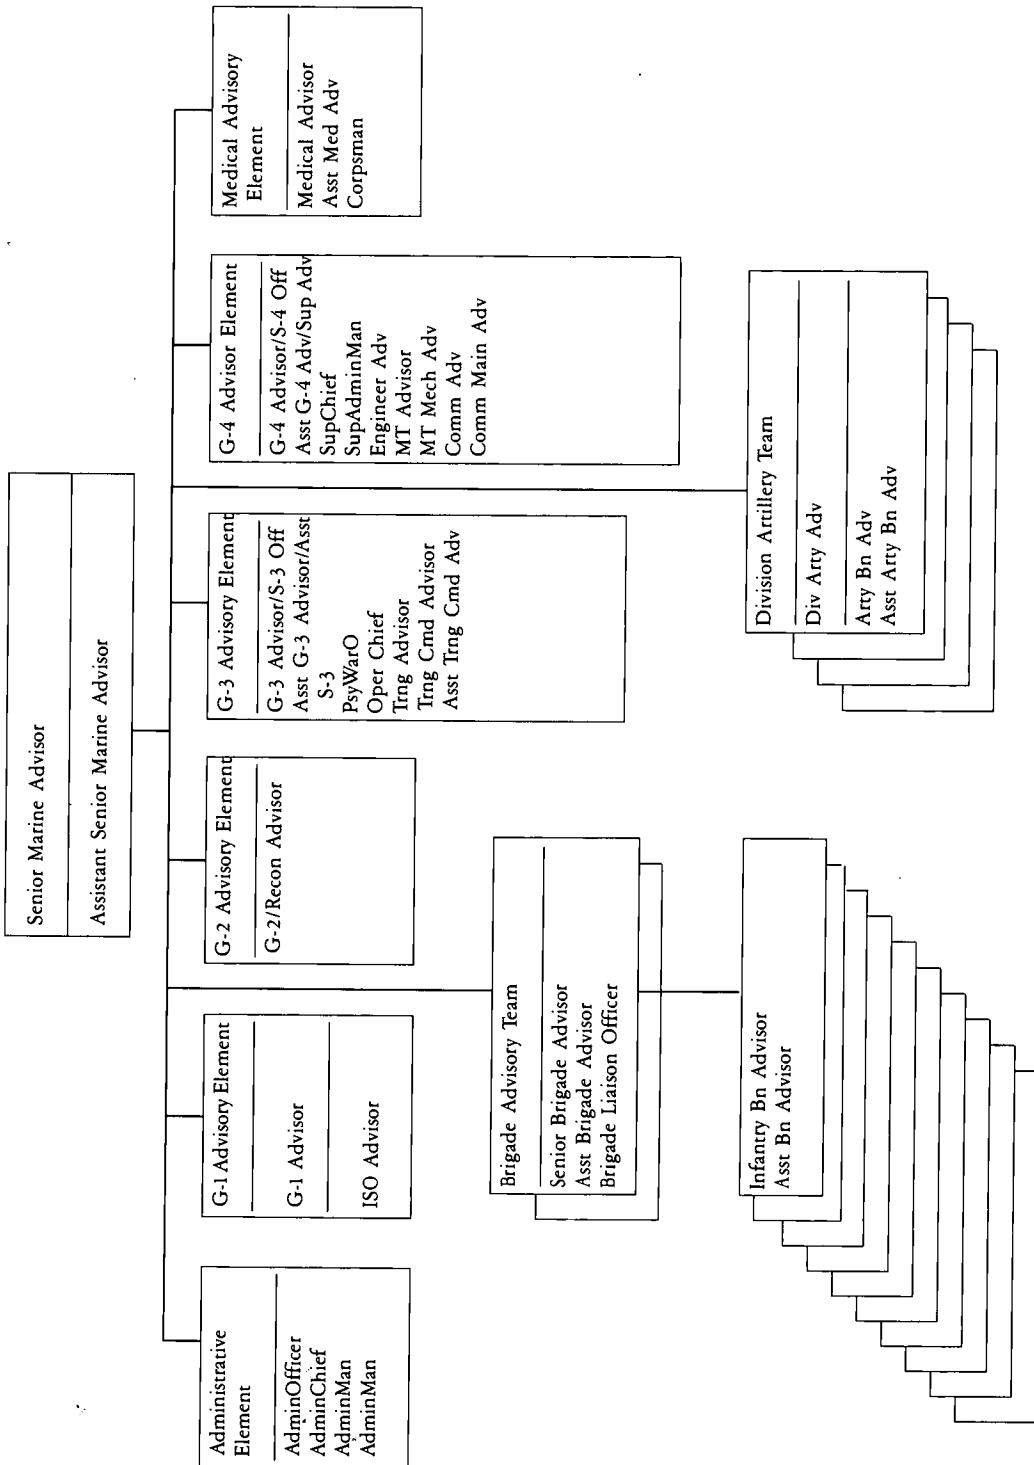 Senior Marine Advisor
Assistant Senior Marine Advisor
Administrative
Element
AdminOfficer
AdminChief
AdminMan
AdminMan
G-1 Advisory Element
G-1 Advisor
ISO Advisor
G-2 Advisory Element
G-2/Recon Advisor
G-3 Advisory Element
G-3 Advisor/S-3 Off
Asst G-3 Advisor/Asst
S-3
PsyWarO
Oper Chief
Trng Advisor
Trng Cmd Advisor
Asst Trng Cmd Adv
G-4 Advisor Element
G-4 Advisor/S-4 Off
Asst G-4 Adv/Sup Adv
SupChief
SupAdminMan
Engineer Adv
MT Advisor
MT Mech Adv
Comm Adv
Comm Main Adv
Medical Advisory
Element
Medical Advisor
Asst Med Adv
Corpsman
Brigade Advisory Team
Senior Brigade Advisor
Asst Brigade Advisor
Brigade Liaison Officer
Infantry Bn Advisor
Asst Bn Advisor
Division Artillery Team
Div Arty Adv
Arty Bn Adv
Asst Arty Bn Adv